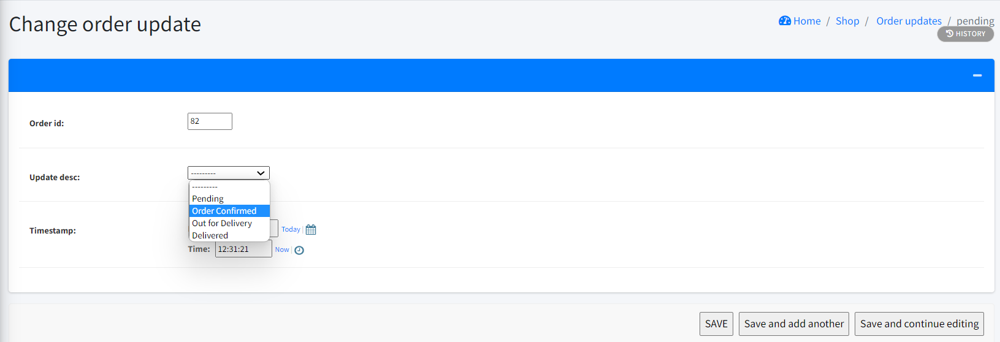 Change order update
Home / Shop / Order updates / pending
HISTORY
Order id:
82
Update desc:
---------
---------
Pending
Order Confirmed
Out for Delivery
Delivered
Timestamp:
Today |
Time: 12:31:21 Now |
SAVE
Save and add another
Save and continue editing